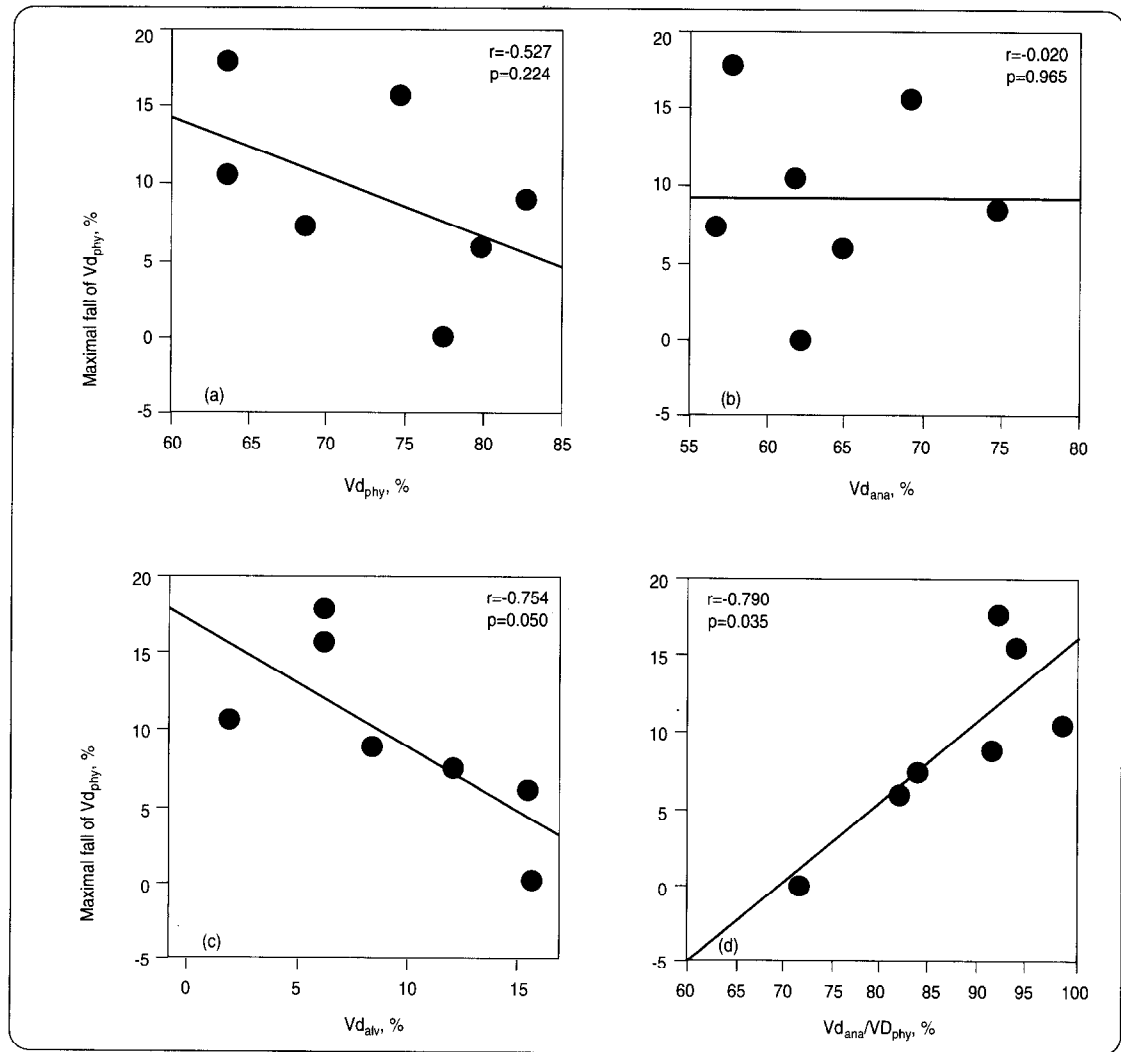 20
15
10
5
0
-5
Maximal fall of Vdphy, %
r=-0.527
p=0.224
(a)
60 65 70 75 80 85
Vdphy, %
20
15
10
5
0
-5
r=-0.020
p=0.965
(b)
55 60 65 70 75 80
Vdana, %
20
15
10
5
0
-5
Maximal fall of Vdphy, %
r=-0.754
p=0.050
(c)
0 5 10 15
Vdalv, %
20
15
10
5
0
-5
r=-0.790
p=0.035
(d)
60 65 70 75 80 85 90 95 100
Vdana/VDphy, %